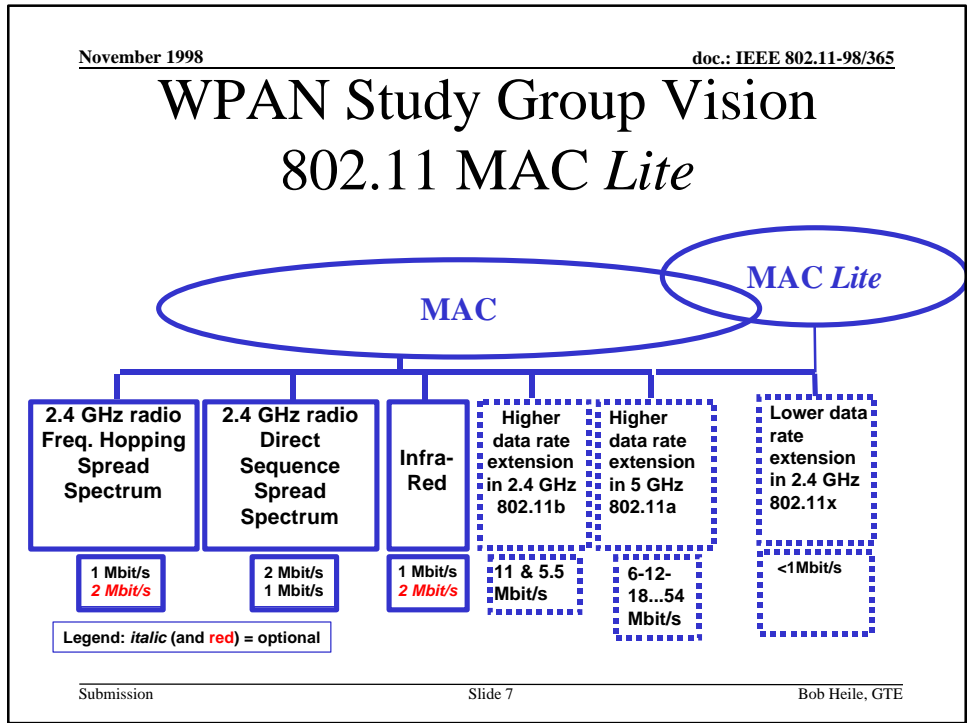 November 1998 doc.: IEEE 802.11-98/365
WPAN Study Group Vision
802.11 MAC Lite
MAC Lite
MAC
2.4 GHz radio
Freq. Hopping
Spread
Spectrum
2.4 GHz radio
Direct
Sequence
Spread
Spectrum
Infra-
Red
Higher
data rate
extension
in 2.4 GHz
802.11b
Higher
data rate
extension
in 5 GHz
802.11a
Lower data
rate
extension
in 2.4 GHz
802.11x
1 Mbit/s
2 Mbit/s
2 Mbit/s
1 Mbit/s
1 Mbit/s
2 Mbit/s
11 & 5.5
Mbit/s
6-12-
18...54
Mbit/s
<1Mbit/s
Legend: italic (and red) = optional
Submission Slide 7 Bob Heile, GTE